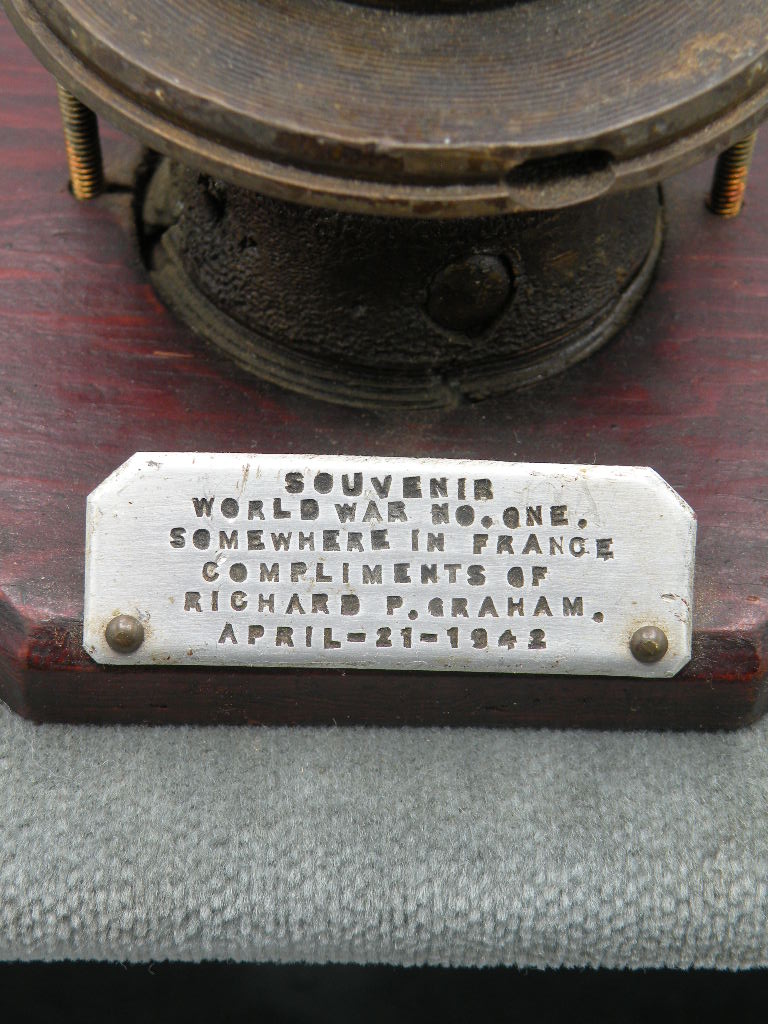 SOUVENIR
WORLD WAR NO. ONE.
SOMEWHERE IN FRANCE
COMPLIMENTS OF
RICHARD P. GRAHAM.
APRIL-21-1942